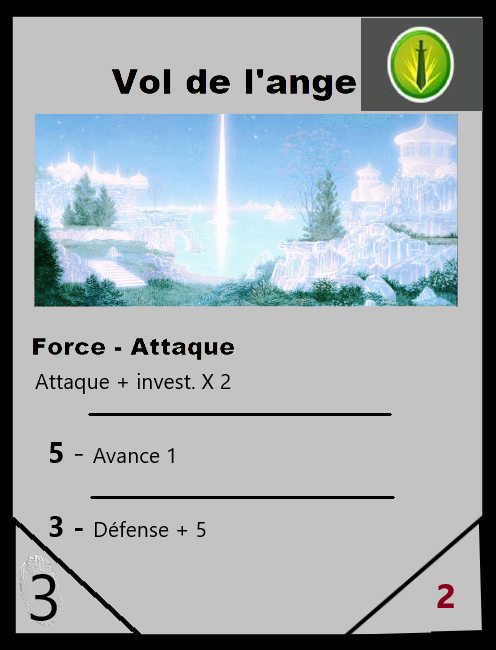 Vol de l'ange
Force - Attaque
Attaque + invest. X 2
5 - Avance 1
3 - Défense + 5
3
2